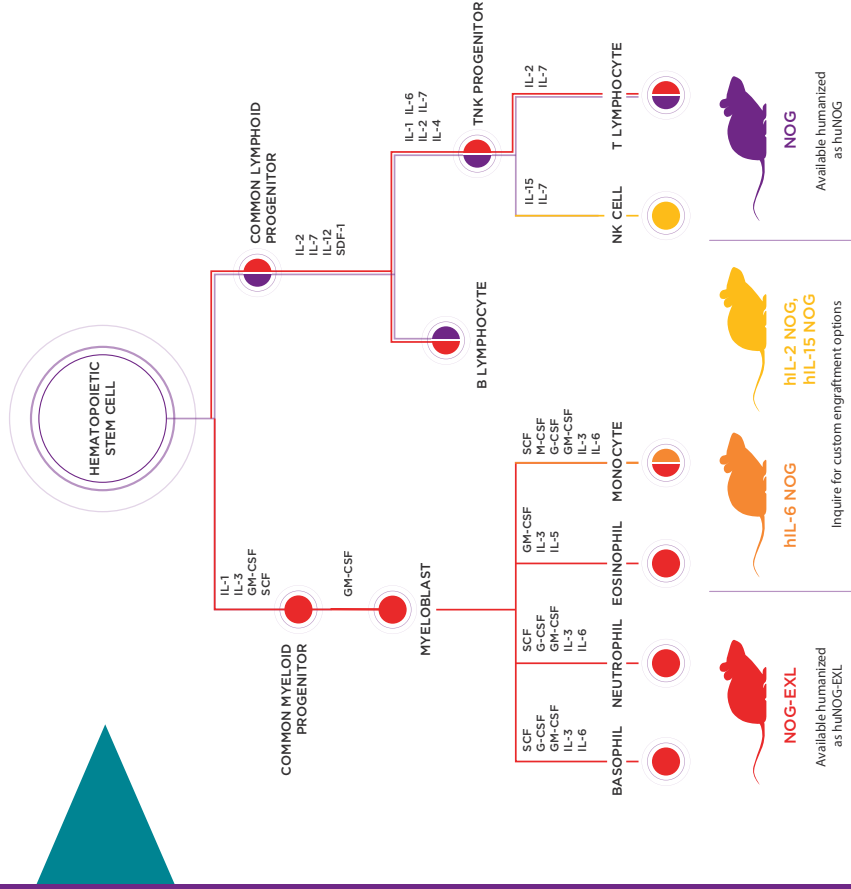 HEMATOPOIETIC
STEM CELL
COMMON MYELOID
PROGENITOR
IL-1
IL-3
GM-CSF
SCF
GM-CSF
MYELOBLAST
SCF
G-CSF
GM-CSF
IL-3
IL-6
BASOPHIL
SCF
G-CSF
GM-CSF
IL-3
IL-6
NEUTROPHIL
GM-CSF
IL-3
IL-5
EOSINOPHIL
SCF
M-CSF
G-CSF
GM-CSF
IL-3
IL-6
MONOCYTE
COMMON LYMPHOID
PROGENITOR
IL-2
IL-7
IL-12
SDF-1
B LYMPHOCYTE
IL-1 IL-6
IL-2 IL-7
IL-4
TNK PROGENITOR
IL-15
IL-7
NK CELL
IL-2
IL-7
T LYMPHOCYTE
NOG-EXL
Available humanized
as huNOG-EXL
hIL-6 NOG
hIL-2 NOG,
hIL-15 NOG
Inquire for custom engraftment options
NOG
Available humanized
as huNOG